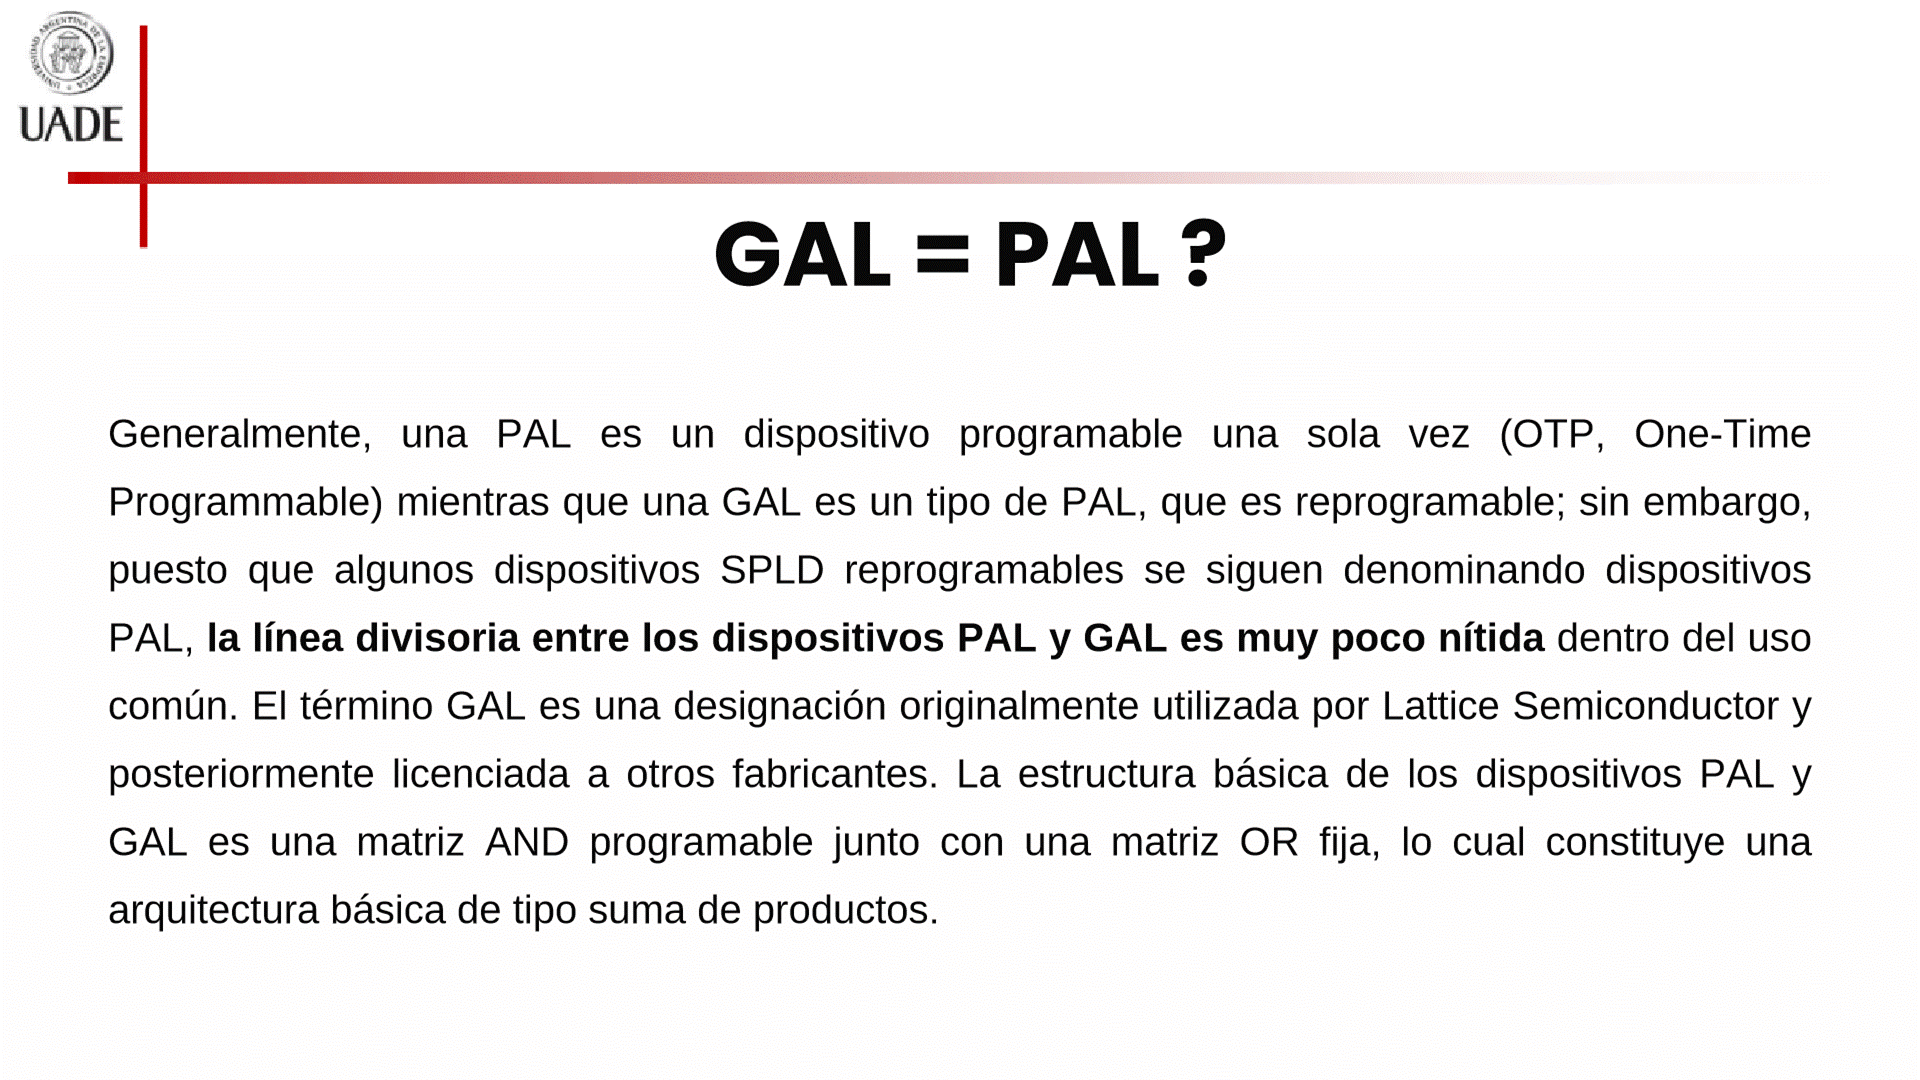 UNIVERSIDAD ARGENTINA DE LA EMPRESA
UADE
GAL = PAL ?
Generalmente, una PAL es un dispositivo programable una sola vez (OTP, One-Time
Programmable) mientras que una GAL es un tipo de PAL, que es reprogramable; sin embargo,
puesto que algunos dispositivos SPLD reprogramables se siguen denominando dispositivos
PAL, la línea divisoria entre los dispositivos PAL y GAL es muy poco nítida dentro del uso
común. El término GAL es una designación originalmente utilizada por Lattice Semiconductor y
posteriormente licenciada a otros fabricantes. La estructura básica de los dispositivos PAL y
GAL es una matriz AND programable junto con una matriz OR fija, lo cual constituye una
arquitectura básica de tipo suma de productos.